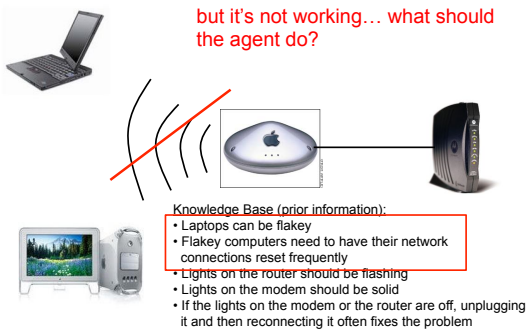 but it's not working... what should
the agent do?
Knowledge Base (prior information):
• Laptops can be flakey
• Flakey computers need to have their network
connections reset frequently
• Lights on the router should be flashing
• Lights on the modem should be solid
• If the lights on the modem or the router are off, unplugging
it and then reconnecting it often fixes the problem